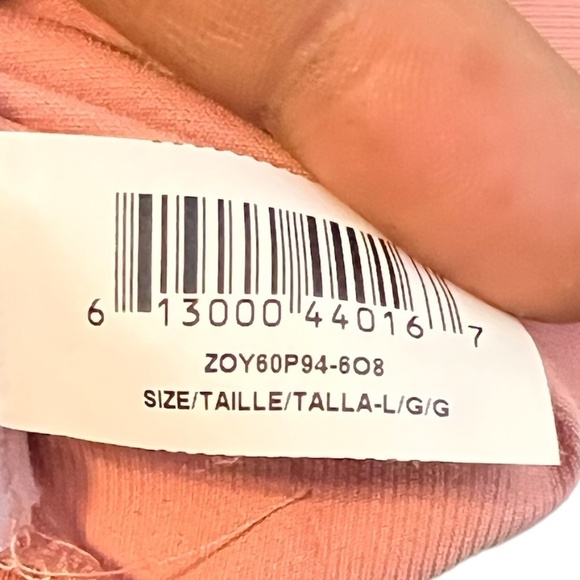 6 13000 44016 7
ZOY60P94-6O8
SIZE/TAILLE/TALLA-L/G/G